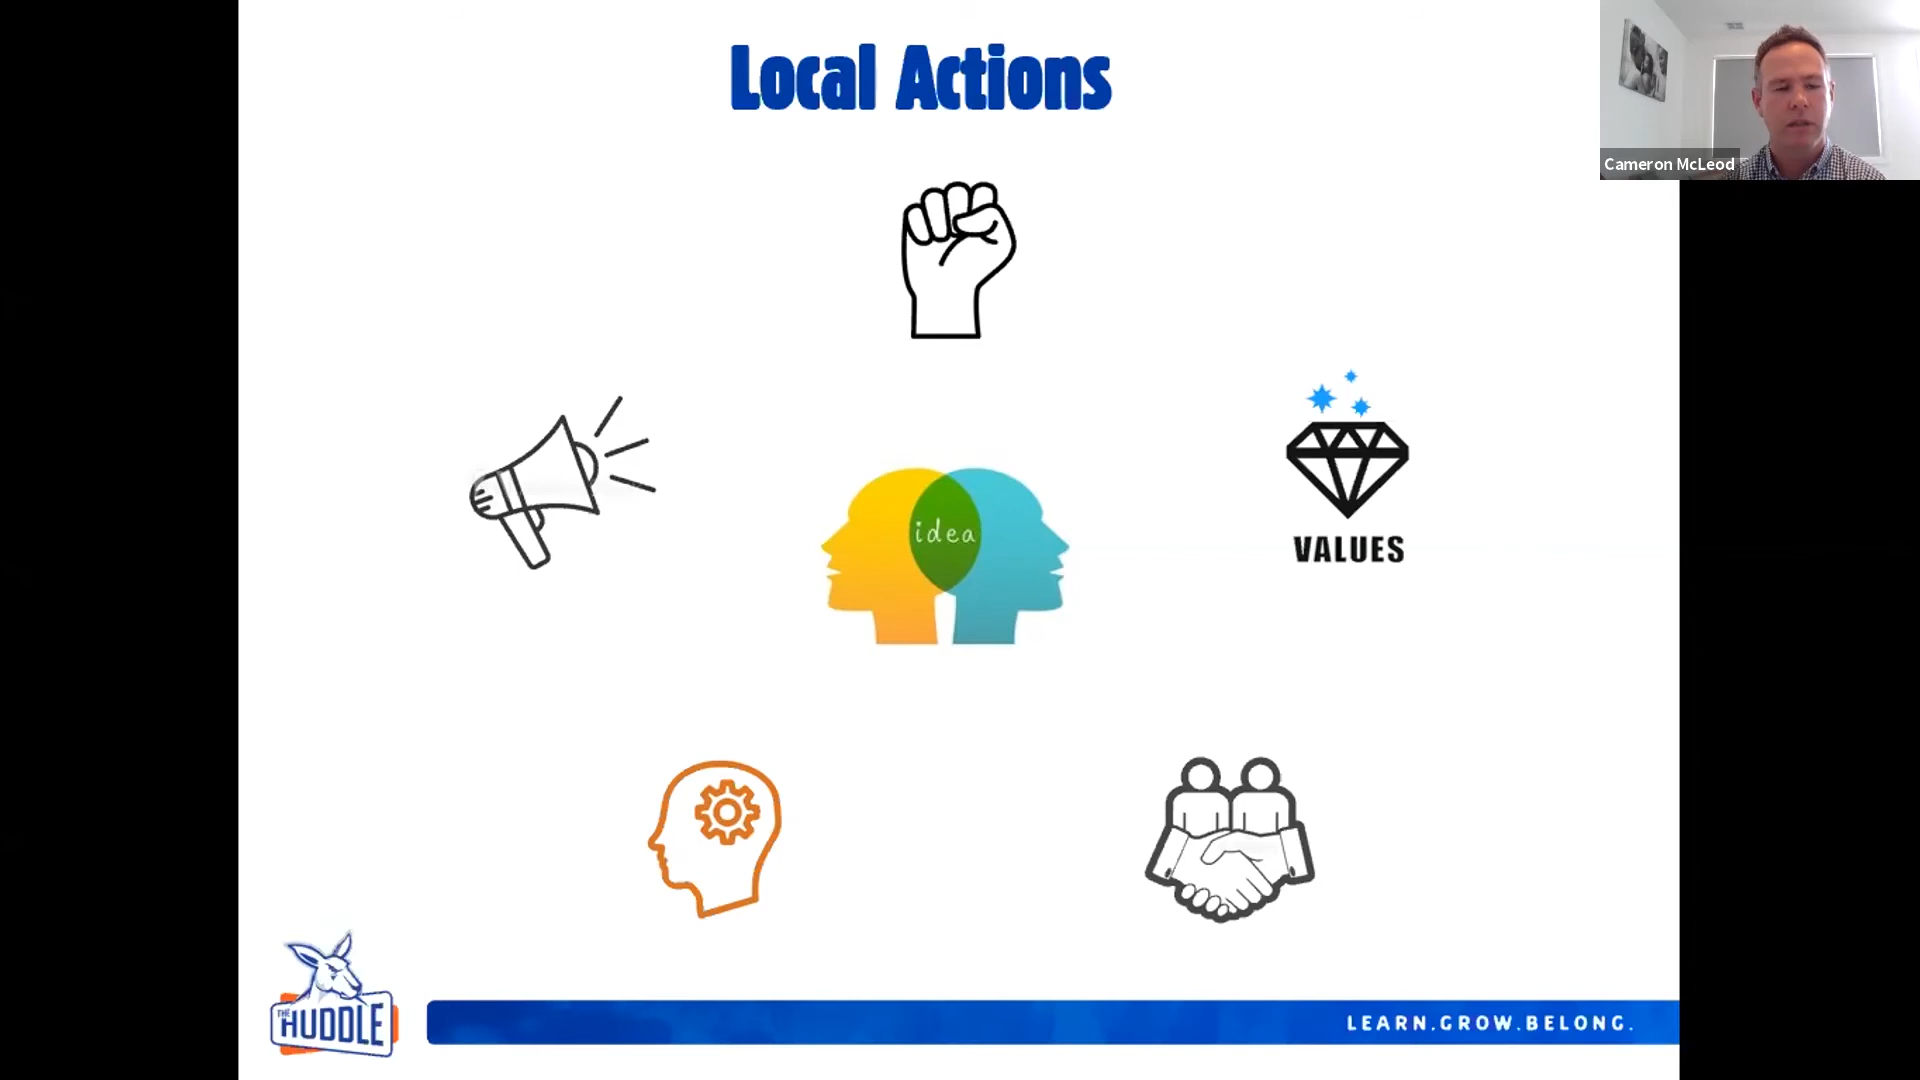 Local Actions
Cameron McLeod
idea
VALUES
THE
HUDDLE
LEARN.GROW.BELONG.